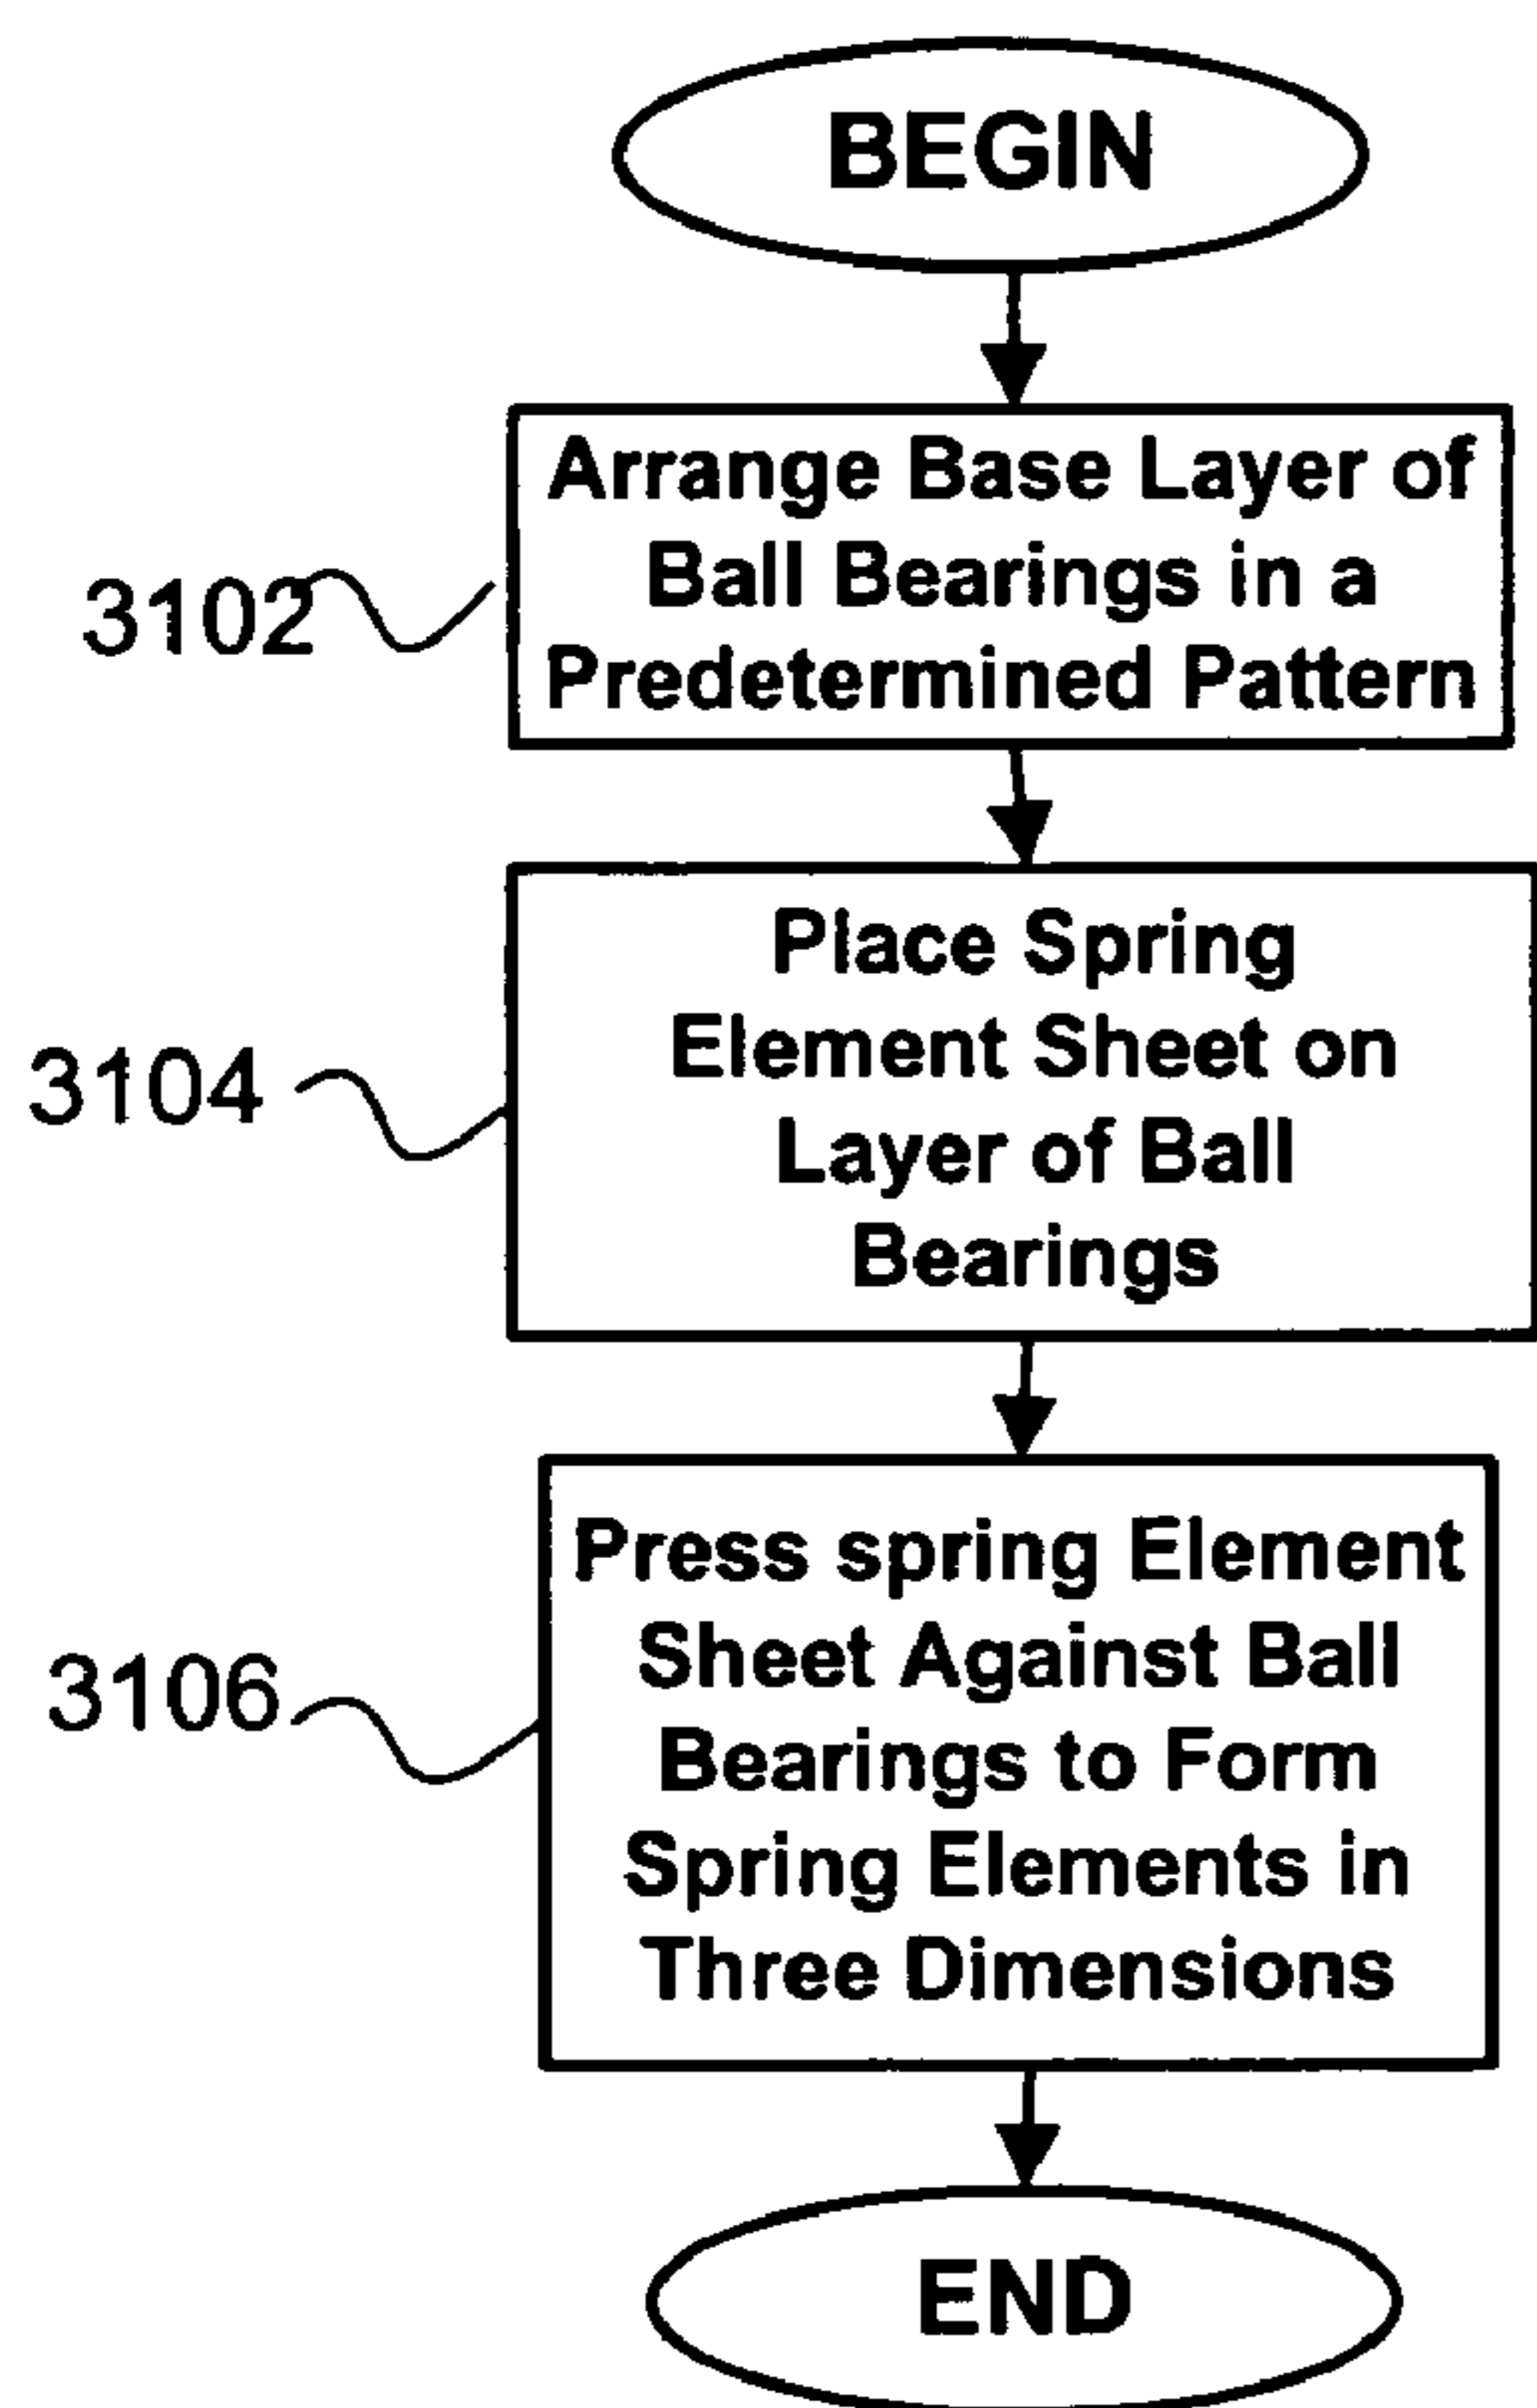 BEGIN
Arrange Base Layer of
Ball Bearings in a
Predetermined Pattern
3102
Place Spring
Element Sheet on
Layer of Ball
Bearings
3104
Press spring Element
Sheet Against Ball
Bearings to Form
Spring Elements in
Three Dimensions
3106
END